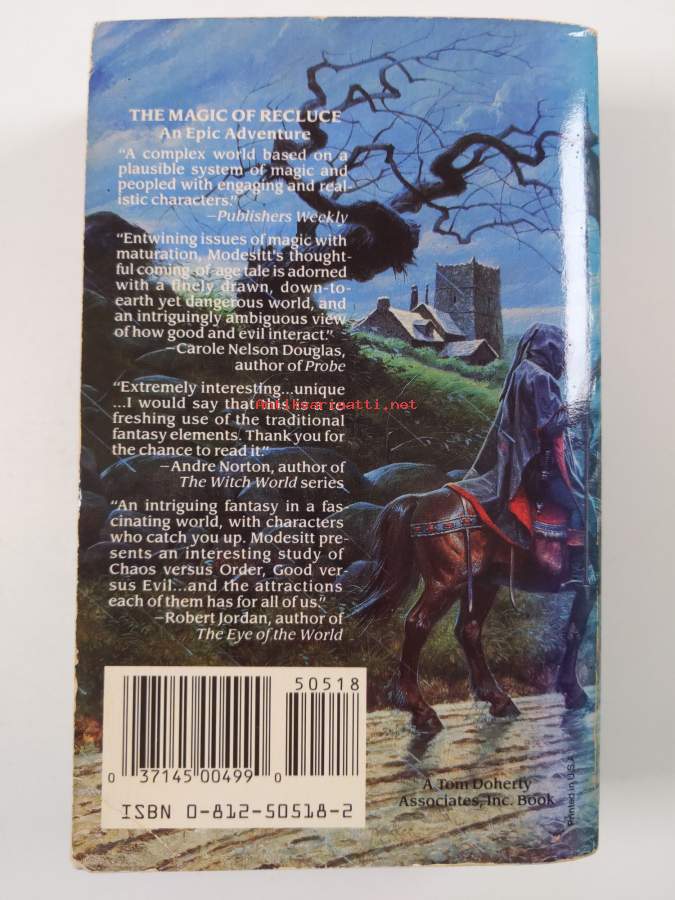 THE MAGIC OF RECLUCE
An Epic Adventure
“A complex world based on a
plausible system of magic and
peopled with engaging and real-
istic characters.”
—Publishers Weekly
“Entwining issues of magic with
maturation, Modesitt’s thought-
ful coming-of-age tale is adorned
with a finely drawn, down-to-
earth yet dangerous world, and
an intriguingly ambiguous view
of how good and evil interact.”
—Carole Nelson Douglas,
author of Probe
“Extremely interesting...unique
...I would say that this is a re-
freshing use of the traditional
fantasy elements. Thank you for
the chance to read it.”
—Andre Norton, author of
The Witch World series
“An intriguing fantasy in a fas-
cinating world, with characters
who catch you up. Modesitt pre-
sents an interesting study of
Chaos versus Order, Good ver-
sus Evil...and the attractions
each of them has for all of us.”
—Robert Jordan, author of
The Eye of the World
50518
0 37145 00499 0
ISBN 0-812-50518-2
A Tom Doherty
Associates, Inc. Book
Printed in U.S.A.
Antikvariaatti.net